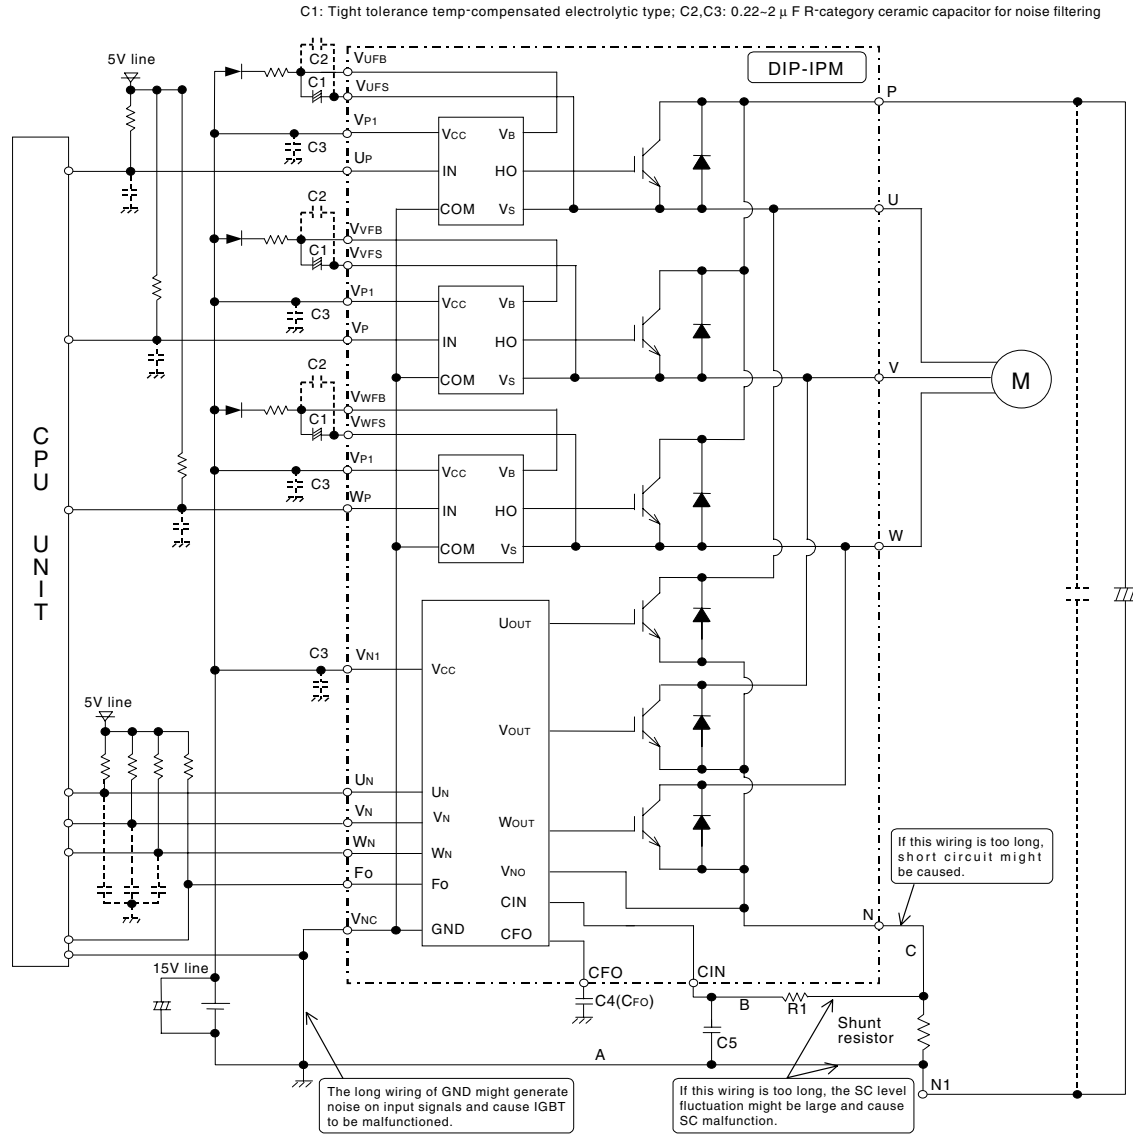 C1: Tight tolerance temp-compensated electrolytic type; C2,C3: 0.22~2 μ F R-category ceramic capacitor for noise filtering
DIP-IPM
5V line
C2
C1
VUFB
VUFS
VP1
C3
UP
VCC
VB
IN
HO
COM
VS
P
U
C2
C1
VVFB
VVFS
VP1
C3
VP
VCC
VB
IN
HO
COM
VS
V
M
C2
C1
VWFB
VWFS
VP1
C3
WP
VCC
VB
IN
HO
COM
VS
W
CPU UNIT
C3
VN1
VCC
UOUT
VOUT
WOUT
5V line
UN
VN
WN
FO
VNC
UN
VN
WN
FO
GND
VNO
CIN
CFO
If this wiring is too long,
short circuit might
be caused.
N
C
15V line
CFO
CIN
C4(CFO)
B
R1
C5
Shunt
resistor
A
N1
The long wiring of GND might generate
noise on input signals and cause IGBT
to be malfunctioned.
If this wiring is too long, the SC level
fluctuation might be large and cause
SC malfunction.